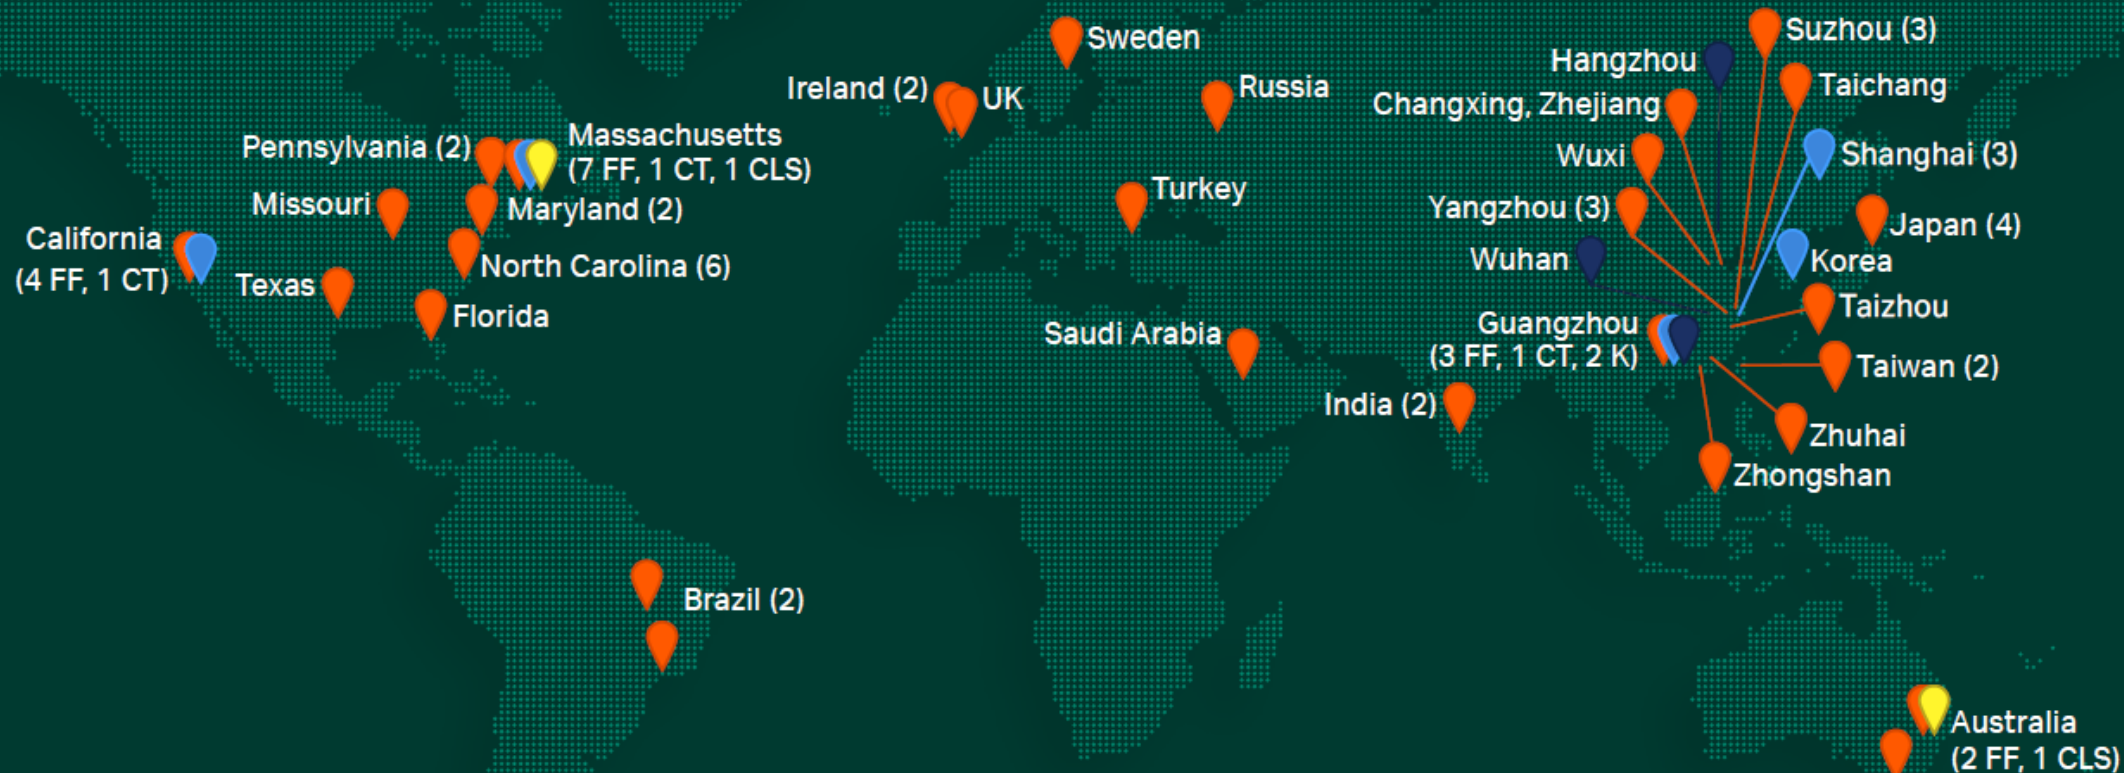 Sweden
Suzhou (3)
Hangzhou
Ireland (2)
UK
Russia
Taichang
Changxing, Zhejiang
Pennsylvania (2)
Massachusetts
(7 FF, 1 CT, 1 CLS)
Wuxi
Shanghai (3)
Missouri
Maryland (2)
Turkey
Yangzhou (3)
Japan (4)
California
(4 FF, 1 CT)
North Carolina (6)
Wuhan
Korea
Texas
Florida
Taizhou
Saudi Arabia
Guangzhou
(3 FF, 1 CT, 2 K)
Taiwan (2)
India (2)
Zhuhai
Zhongshan
Brazil (2)
Australia
(2 FF, 1 CLS)